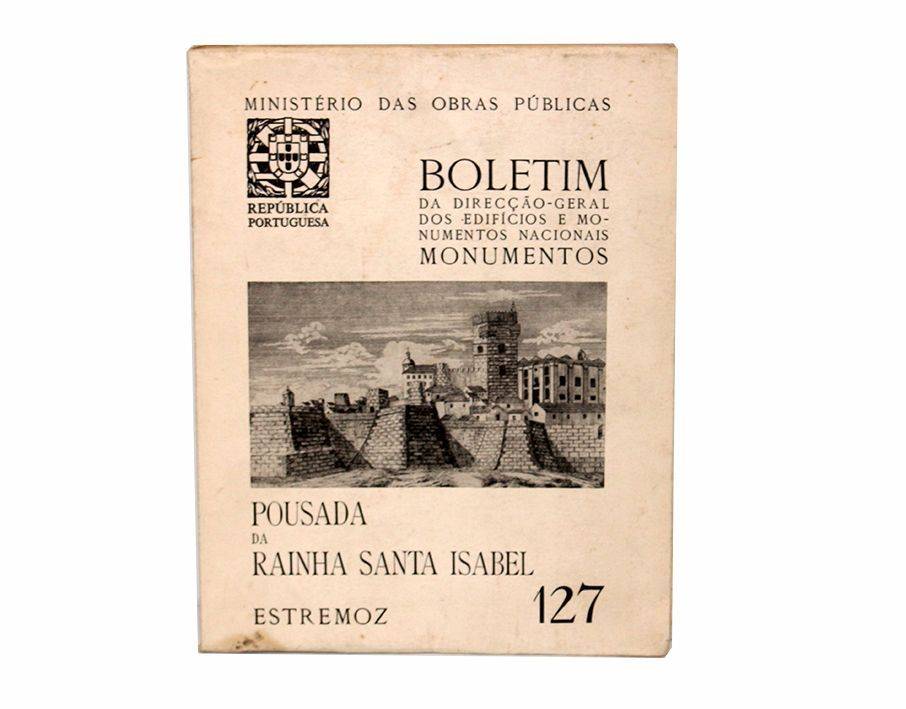 MINISTÉRIO DAS OBRAS PÚBLICAS
REPÚBLICA
PORTUGUESA
BOLETIM
DA DIRECÇÃO-GERAL
DOS EDIFÍCIOS E MO-
NUMENTOS NACIONAIS
MONUMENTOS
POUSADA
DA
RAINHA SANTA ISABEL
ESTREMOZ
127